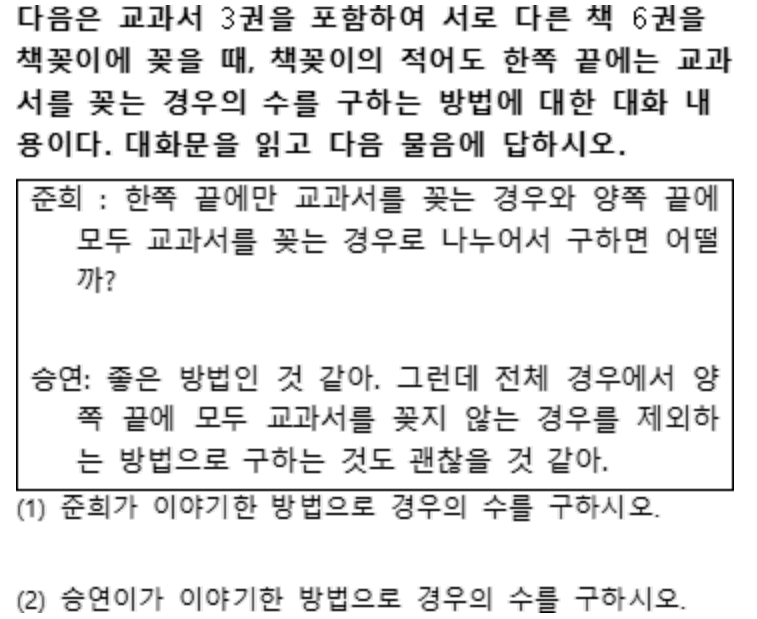 다음은 교과서 3권을 포함하여 서로 다른 책 6권을
책꽂이에 꽂을 때, 책꽂이의 적어도 한쪽 끝에는 교과
서를 꽂는 경우의 수를 구하는 방법에 대한 대화 내
용이다. 대화문을 읽고 다음 물음에 답하시오.
준희 : 한쪽 끝에만 교과서를 꽂는 경우와 양쪽 끝에
모두 교과서를 꽂는 경우로 나누어서 구하면 어떨
까?
승연: 좋은 방법인 것 같아. 그런데 전체 경우에서 양
쪽 끝에 모두 교과서를 꽂지 않는 경우를 제외하
는 방법으로 구하는 것도 괜찮을 것 같아.
(1) 준희가 이야기한 방법으로 경우의 수를 구하시오.
(2) 승연이가 이야기한 방법으로 경우의 수를 구하시오.